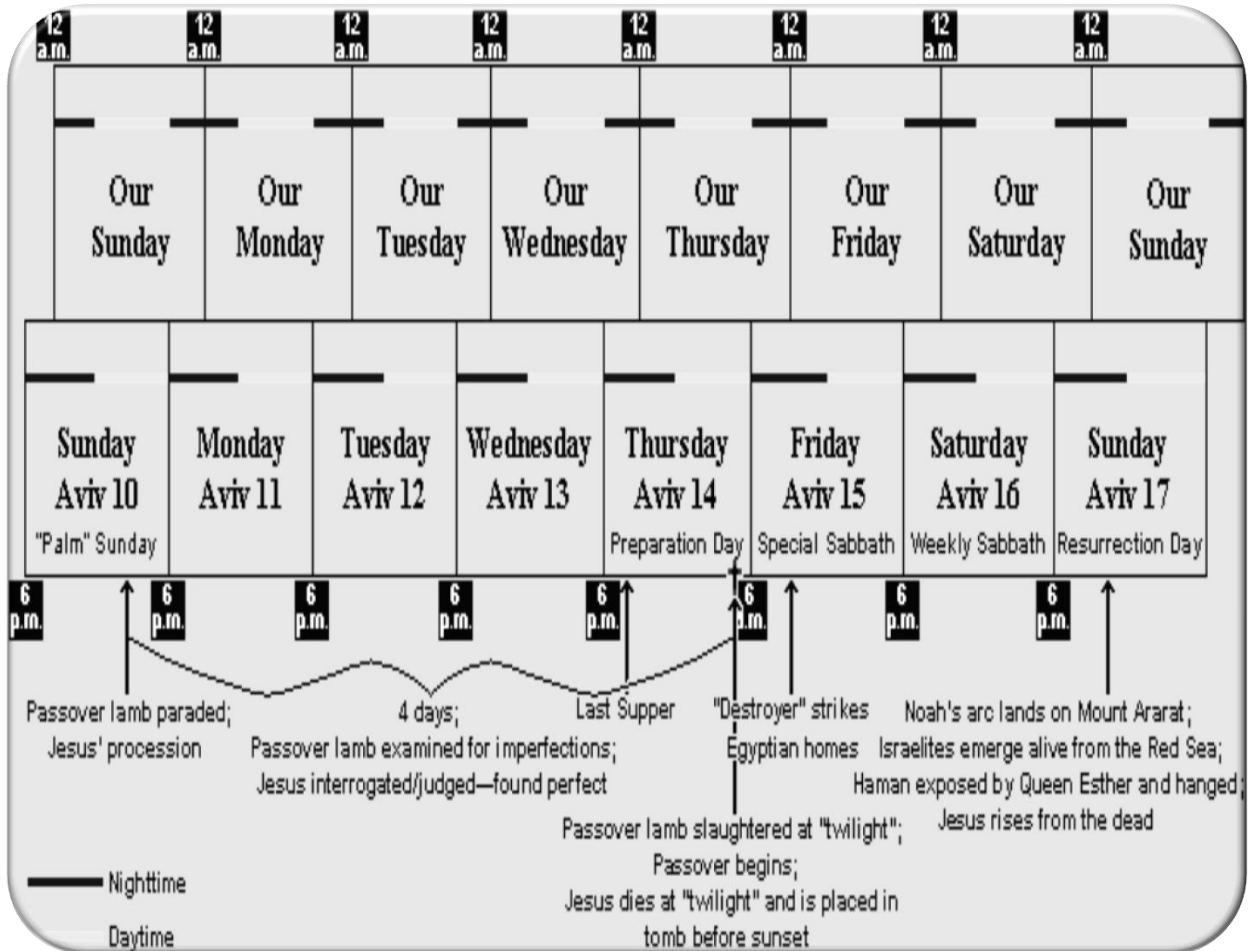 12 a.m. 12 a.m. 12 a.m. 12 a.m. 12 a.m. 12 a.m. 12 a.m. 12 a.m.
Our Sunday
Our Monday
Our Tuesday
Our Wednesday
Our Thursday
Our Friday
Our Saturday
Our Sunday
Sunday
Aviv 10
"Palm" Sunday
Monday
Aviv 11
Tuesday
Aviv 12
Wednesday
Aviv 13
Thursday
Aviv 14
Preparation Day
Friday
Aviv 15
Special Sabbath
Saturday
Aviv 16
Weekly Sabbath
Sunday
Aviv 17
Resurrection Day
6 p.m. 6 p.m. 6 p.m. 6 p.m. 6 p.m. 6 .m. 6 p.m. 6 p.m.
Passover lamb paraded;
Jesus' procession
4 days;
Passover lamb examined for imperfections;
Jesus interrogated/judged—found perfect
Last Supper
"Destroyer" strikes
Egyptian homes
Passover lamb slaughtered at "twilight";
Passover begins;
Jesus dies at "twilight" and is placed in
tomb before sunset
Noah's arc lands on Mount Ararat;
Israelites emerge alive from the Red Sea;
Haman exposed by Queen Esther and hanged;
Jesus rises from the dead
Nighttime
Daytime